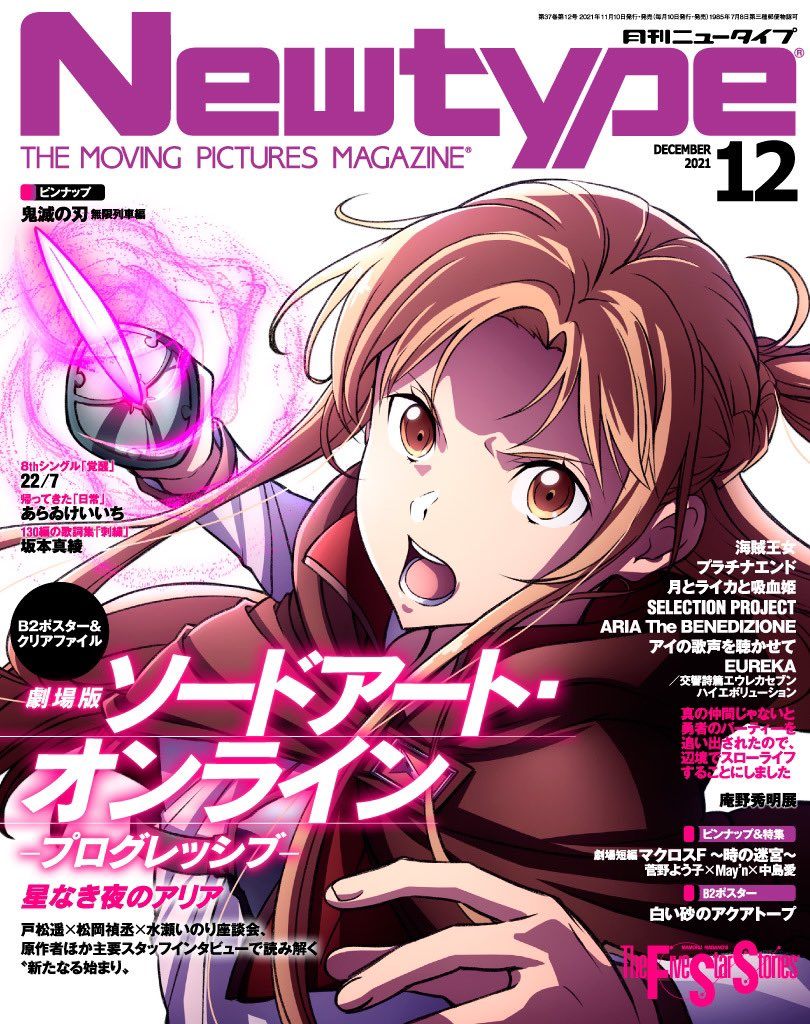 第37巻第12号 2021年11月10日発行・発売(毎月10日発行・発売) 1985年7月8日第三種郵便物認可
月刊ニュータイプ
Newtype®
THE MOVING PICTURES MAGAZINE®
DECEMBER
2021
12
ピンナップ
鬼滅の刃 無限列車編
8thシングル「覚醒」
22/7
帰ってきた「日常」
あらゐけいいち
130編の歌詞集「刺繍」
坂本真綾
B2ポスター&
クリアファイル
劇場版 ソードアート・
オンライン
–プログレッシブ–
星なき夜のアリア
戸松遥×松岡禎丞×水瀬いのり座談会、
原作者ほか主要スタッフインタビューで読み解く
〝新たなる始まり〟
海賊王女
プラチナエンド
月とライカと吸血姫
SELECTION PROJECT
ARIA The BENEDIZIONE
アイの歌声を聴かせて
EUREKA
/交響詩篇エウレカセブン
ハイエボリューション
真の仲間じゃないと
勇者のパーティーを
追い出されたので、
辺境でスローライフ
することにしました
庵野秀明展
ピンナップ&特集
劇場短編 マクロスF ~時の迷宮~
菅野よう子×May'n×中島愛
B2ポスター
白い砂のアクアトープ
MAMORU NAGANO
The Five Star Stories